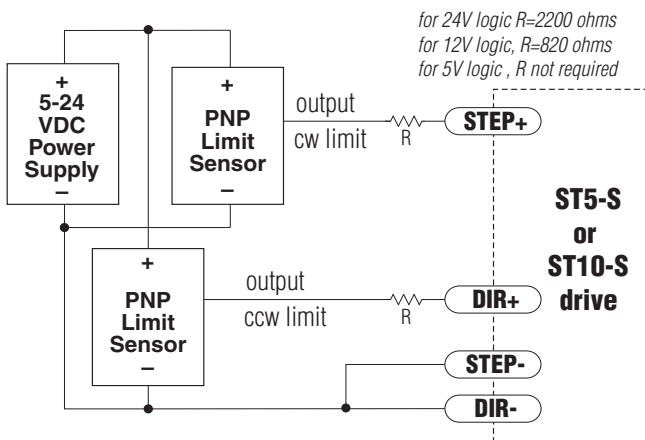 for 24V logic R=2200 ohms
for 12V logic, R=820 ohms
for 5V logic , R not required
+
5-24
VDC
Power
Supply
–
+
PNP
Limit
Sensor
–
output
cw limit
R
STEP+
ST5-S
or
ST10-S
drive
+
PNP
Limit
Sensor
–
output
ccw limit
R
DIR+
STEP-
DIR-